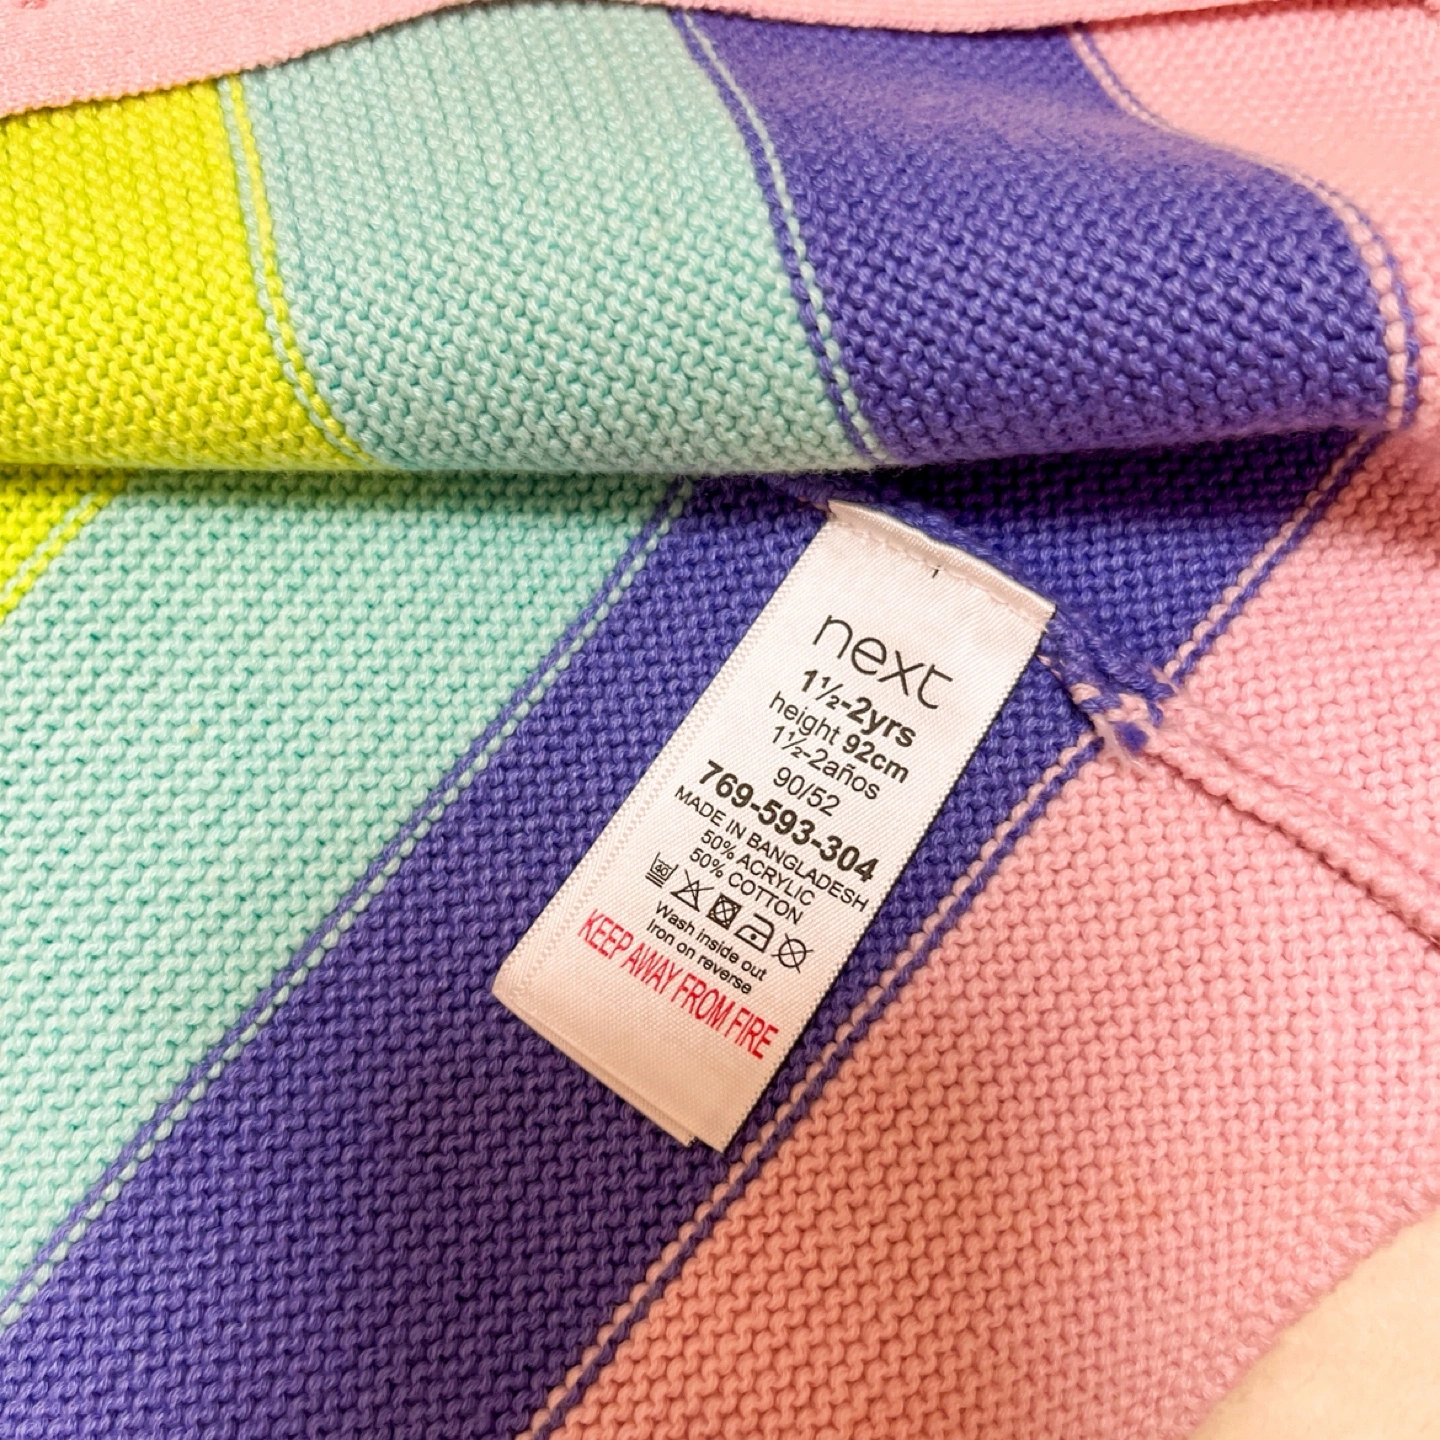 next
1½-2yrs
height 92cm
1½-2años
90/52
769-593-304
MADE IN BANGLADESH
50% ACRYLIC
50% COTTON
40
Wash inside out
Iron on reverse
KEEP AWAY FROM FIRE